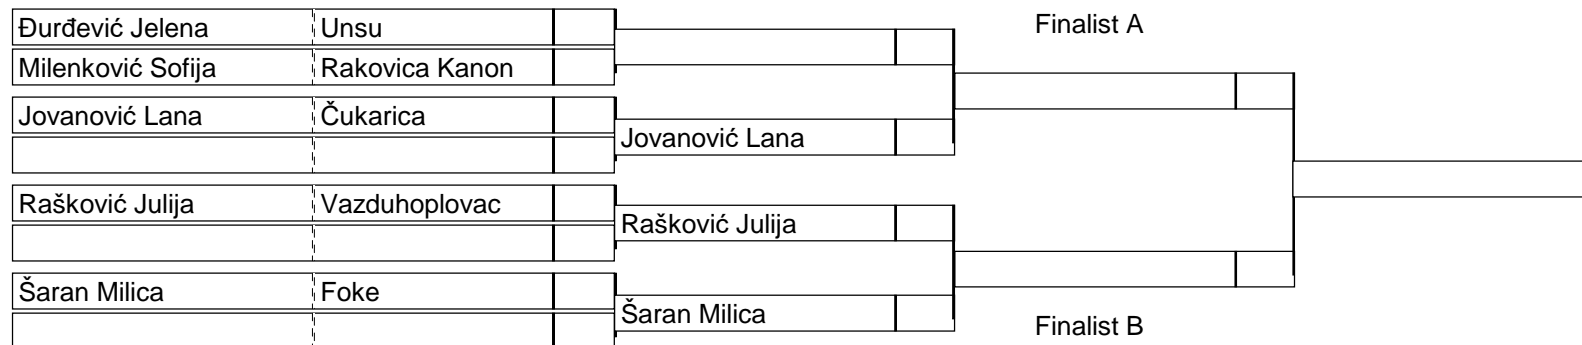 Đurđević Jelena Unsu
Milenković Sofija Rakovica Kanon
Jovanović Lana Čukarica
Rašković Julija Vazduhoplovac
Šaran Milica Foke
Jovanović Lana
Rašković Julija
Šaran Milica
Finalist A
Finalist B